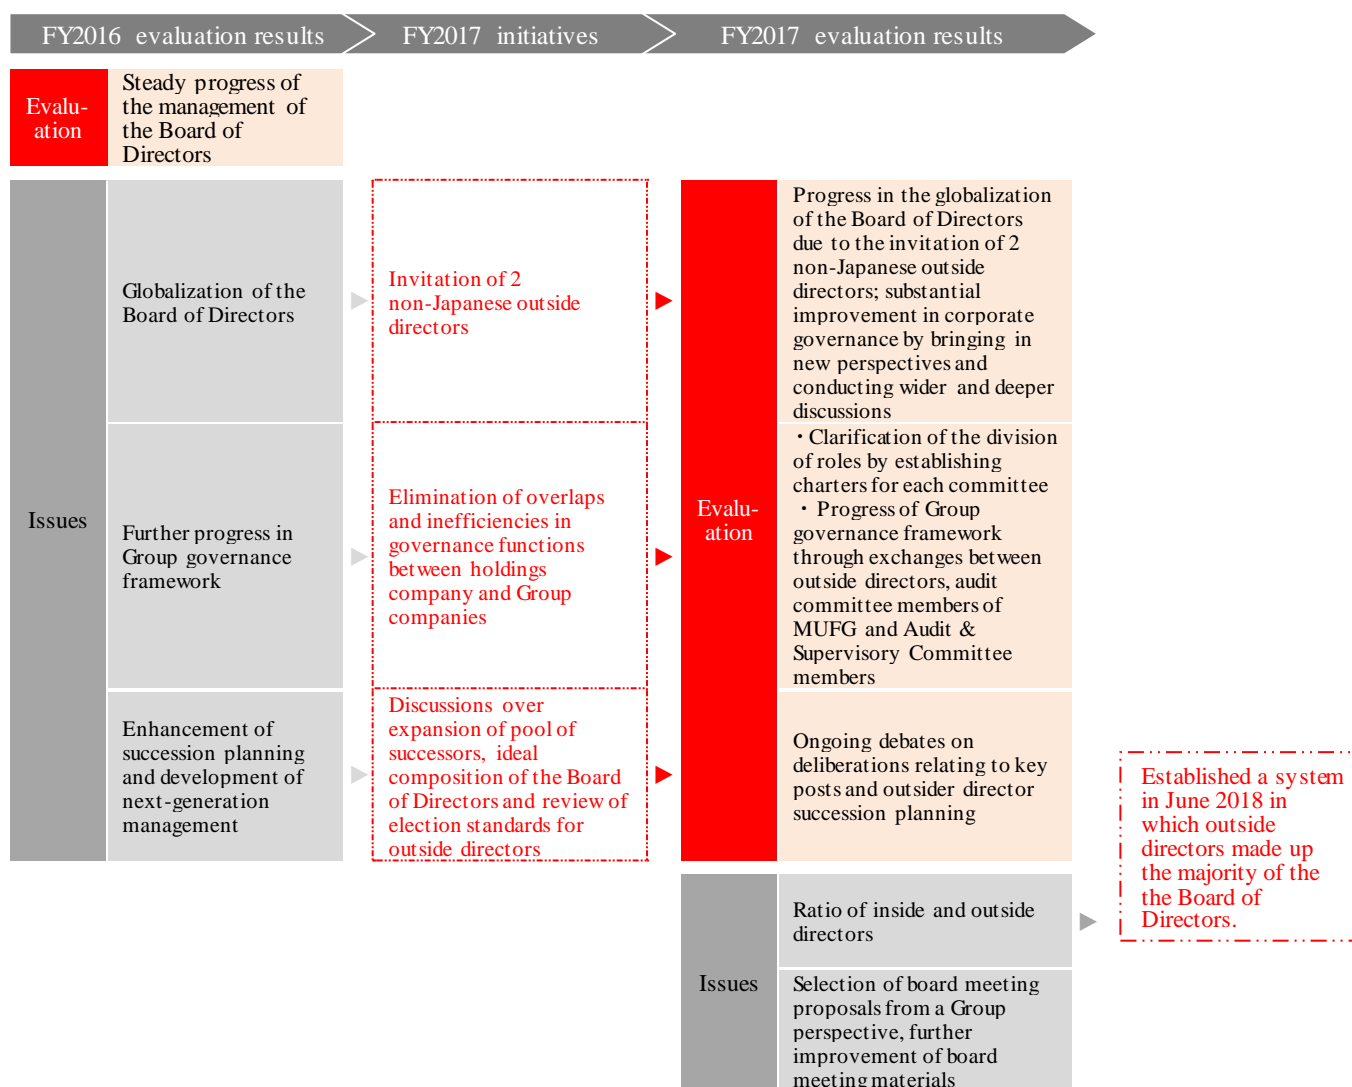 FY2016 evaluation results
FY2017 initiatives
FY2017 evaluation results
Evalu-
ation
Steady progress of
the management of
the Board of
Directors
Issues
Globalization of the
Board of Directors
Invitation of 2
non-Japanese outside
directors
Evalu-
ation
Progress in the globalization
of the Board of Directors
due to the invitation of 2
non-Japanese outside
directors; substantial
improvement in corporate
governance by bringing in
new perspectives and
conducting wider and deeper
discussions
Further progress in
Group governance
framework
Elimination of overlaps
and inefficiencies in
governance functions
between holdings
company and Group
companies
・Clarification of the division
of roles by establishing
charters for each committee
・ Progress of Group
governance framework
through exchanges between
outside directors, audit
committee members of
MUFG and Audit &
Supervisory Committee
members
Enhancement of
succession planning
and development of
next-generation
management
Discussions over
expansion of pool of
successors, ideal
composition of the Board
of Directors and review of
election standards for
outside directors
Ongoing debates on
deliberations relating to key
posts and outsider director
succession planning
Issues
Ratio of inside and outside
directors
Established a system
in June 2018 in
which outside
directors made up
the majority of the
the Board of
Directors.
Selection of board meeting
proposals from a Group
perspective, further
improvement of board
meeting materials